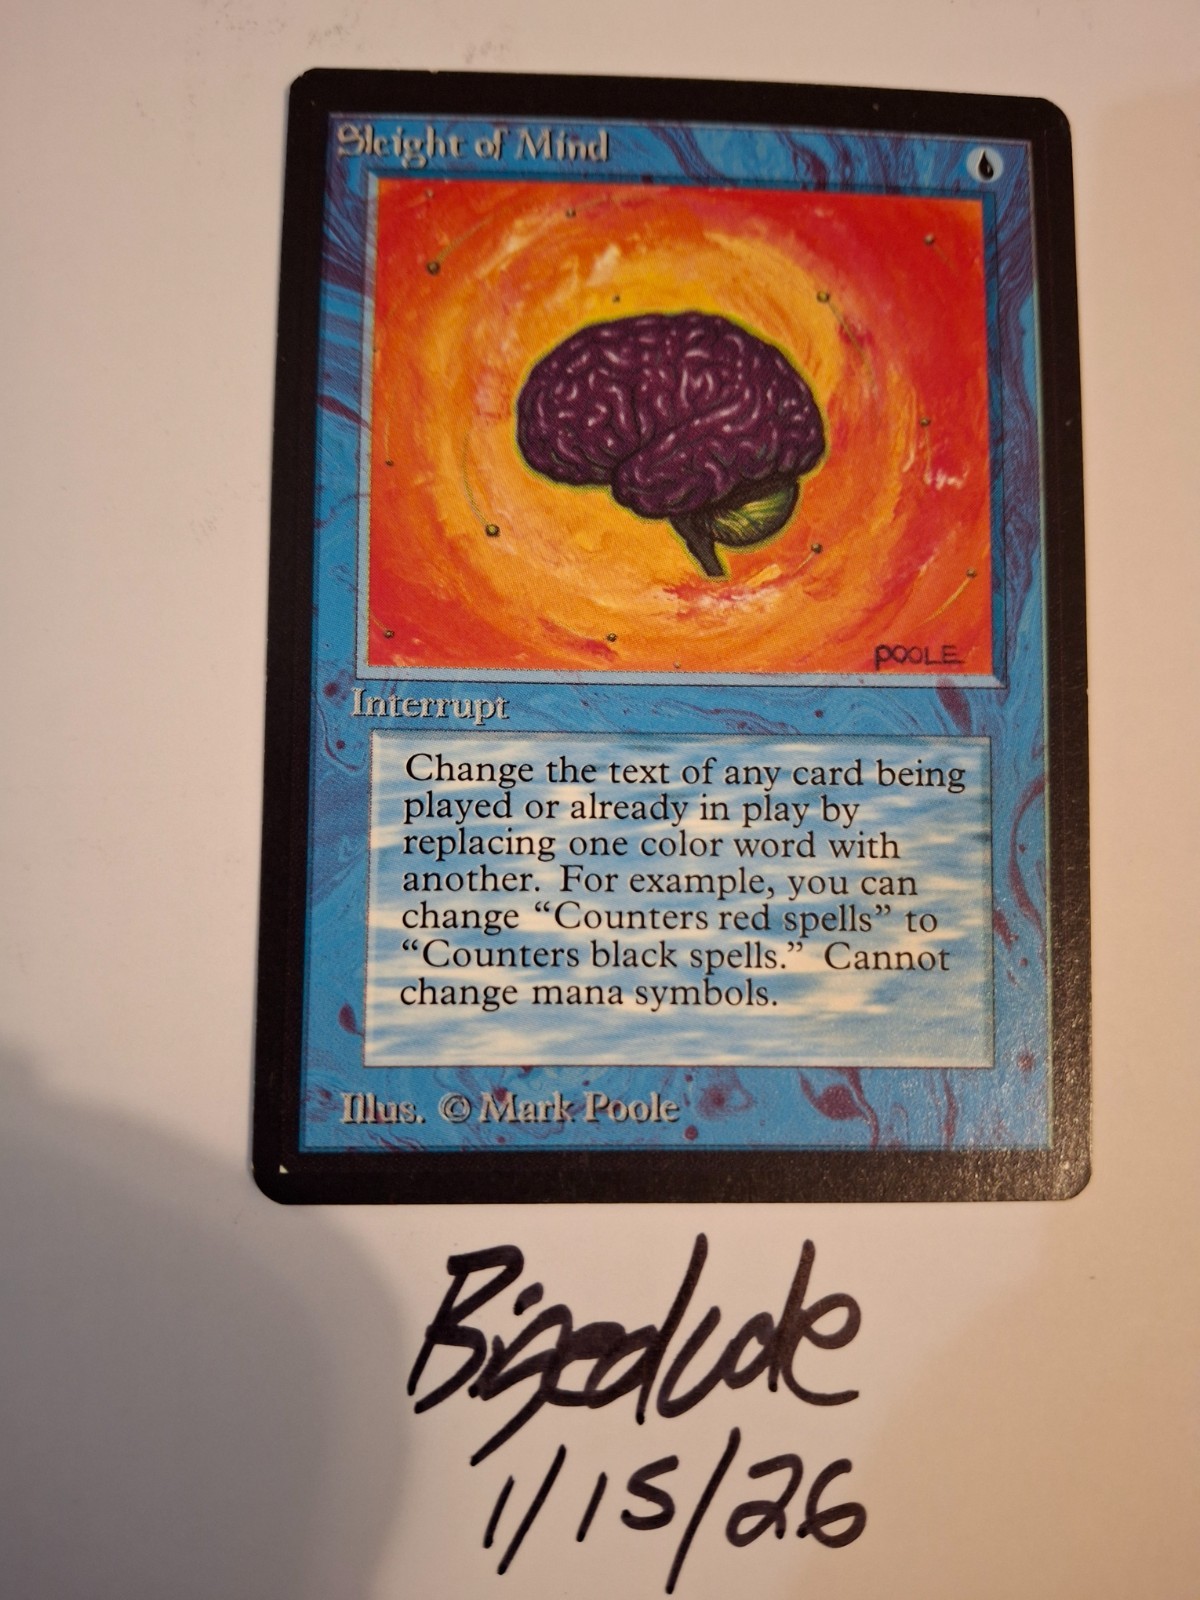 Sleight of Mind
POOLE
Interrupt
Change the text of any card being
played or already in play by
replacing one color word with
another. For example, you can
change “Counters red spells” to
“Counters black spells.” Cannot
change mana symbols.
Illus. © Mark Poole
1/15/26